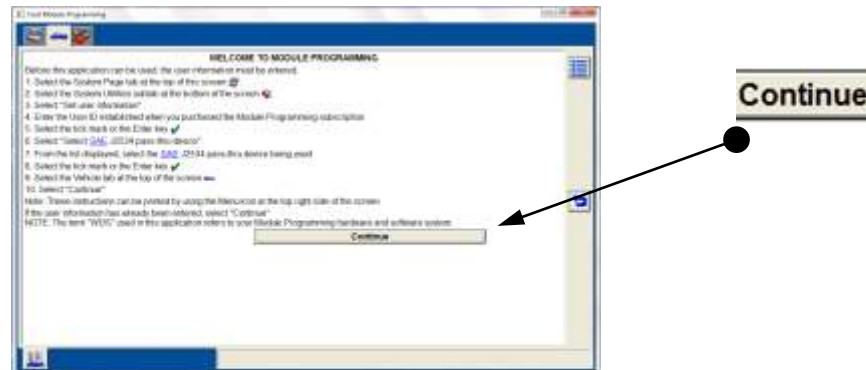 Ford Module Programming
WELCOME TO MODULE PROGRAMMING
Before this application can be used, the user information must be entered.
1. Select the System Page tab at the top of this screen
2. Select the System Utilities subtab at the bottom of the screen
3. Select "Set user information"
4. Enter the User ID established when you purchased the Module Programming subscription
5. Select the tick mark or the Enter key
6. Select "Select SAE J2534 pass-thru device"
7. From the list displayed, select the SAE J2534 pass-thru device being used
8. Select the tick mark or the Enter key
9. Select the Vehicle tab at the top of the screen
10. Select "Continue"
Note: These instructions can be printed by using the Menu icon at the top right side of the screen
If the user information has already been entered, select "Continue"
NOTE: The term "WDS" used in this application refers to your Module Programming hardware and software system.
Continue
Continue